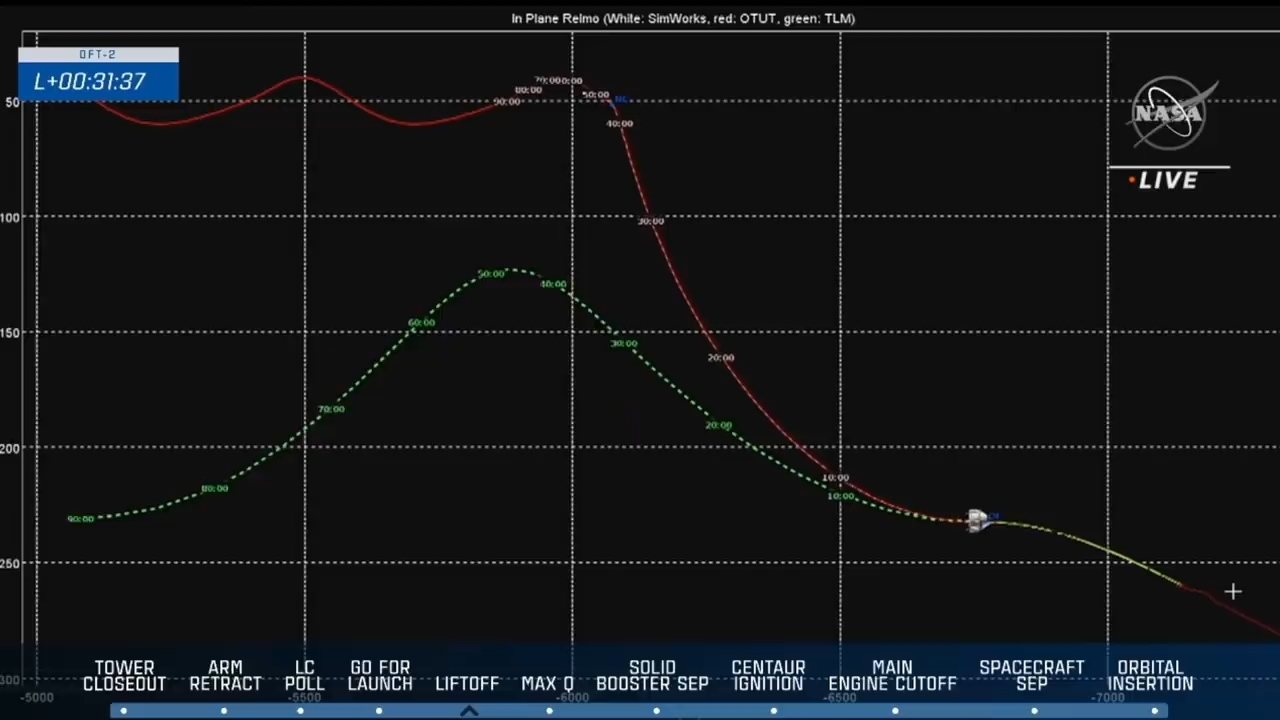 In Plane Relmo (White: SimWorks, red: OTUT, green: TLM)
OFT-2
L+00:31:37
NASA
LIVE
50
100
150
200
250
300
90:00
80:00
50:00
40:00
30:00
20:00
10:00
50:00
40:00
60:00
30:00
70:00
20:00
80:00
10:00
90:00
-5000
-6000
-6500
-7000
TOWER CLOSEOUT
ARM RETRACT
LC POLL
GO FOR LAUNCH
LIFTOFF
MAX Q
SOLID BOOSTER SEP
CENTAUR IGNITION
MAIN ENGINE CUTOFF
SPACECRAFT SEP
ORBITAL INSERTION